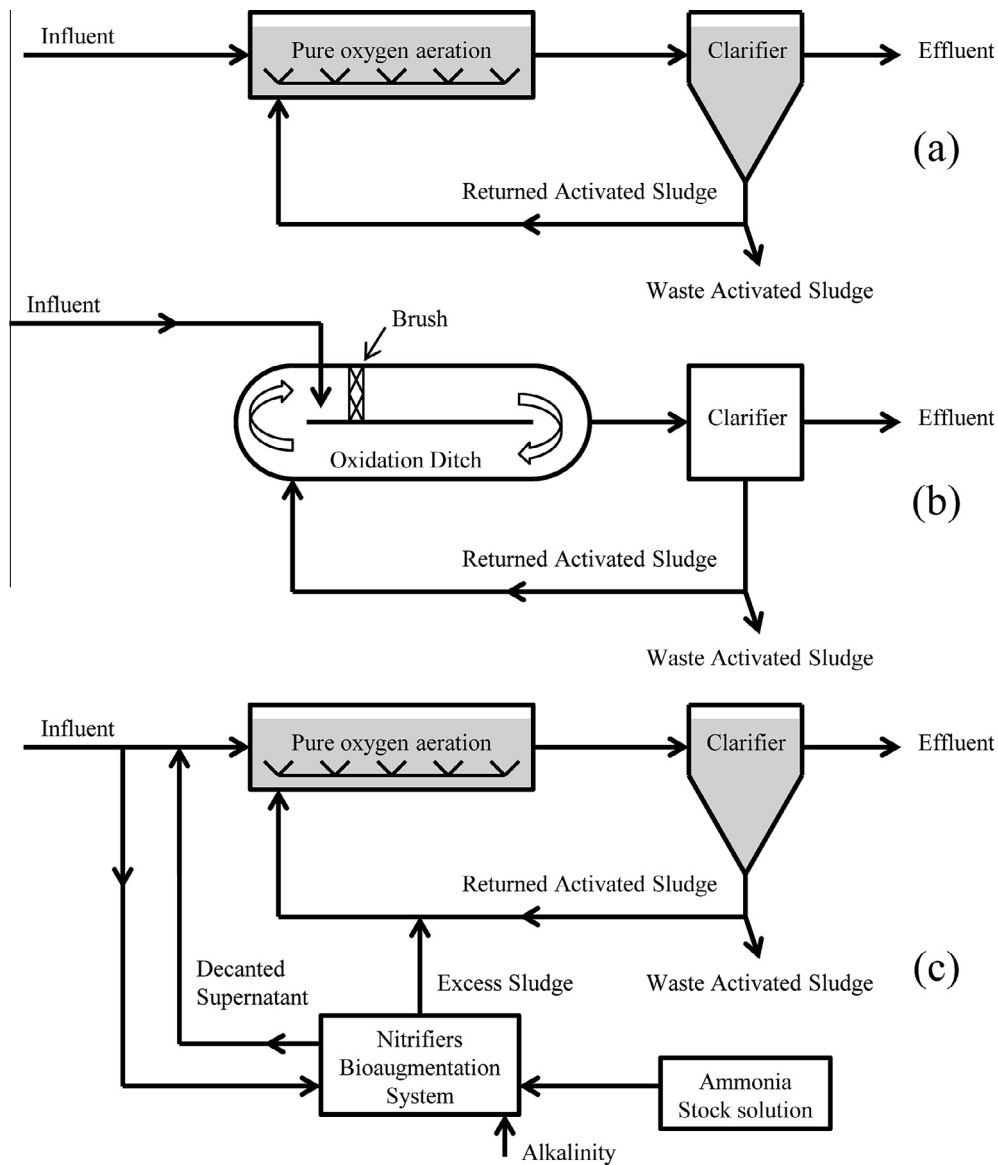 Influent
Pure oxygen aeration
Clarifier
Effluent
(a)
Returned Activated Sludge
Waste Activated Sludge
Influent
Brush
Clarifier
Effluent
Oxidation Ditch
(b)
Returned Activated Sludge
Waste Activated Sludge
Influent
Pure oxygen aeration
Clarifier
Effluent
Returned Activated Sludge
(c)
Decanted
Supernatant
Excess Sludge
Waste Activated Sludge
Nitrifiers
Bioaugmentation
System
Ammonia
Stock solution
Alkalinity